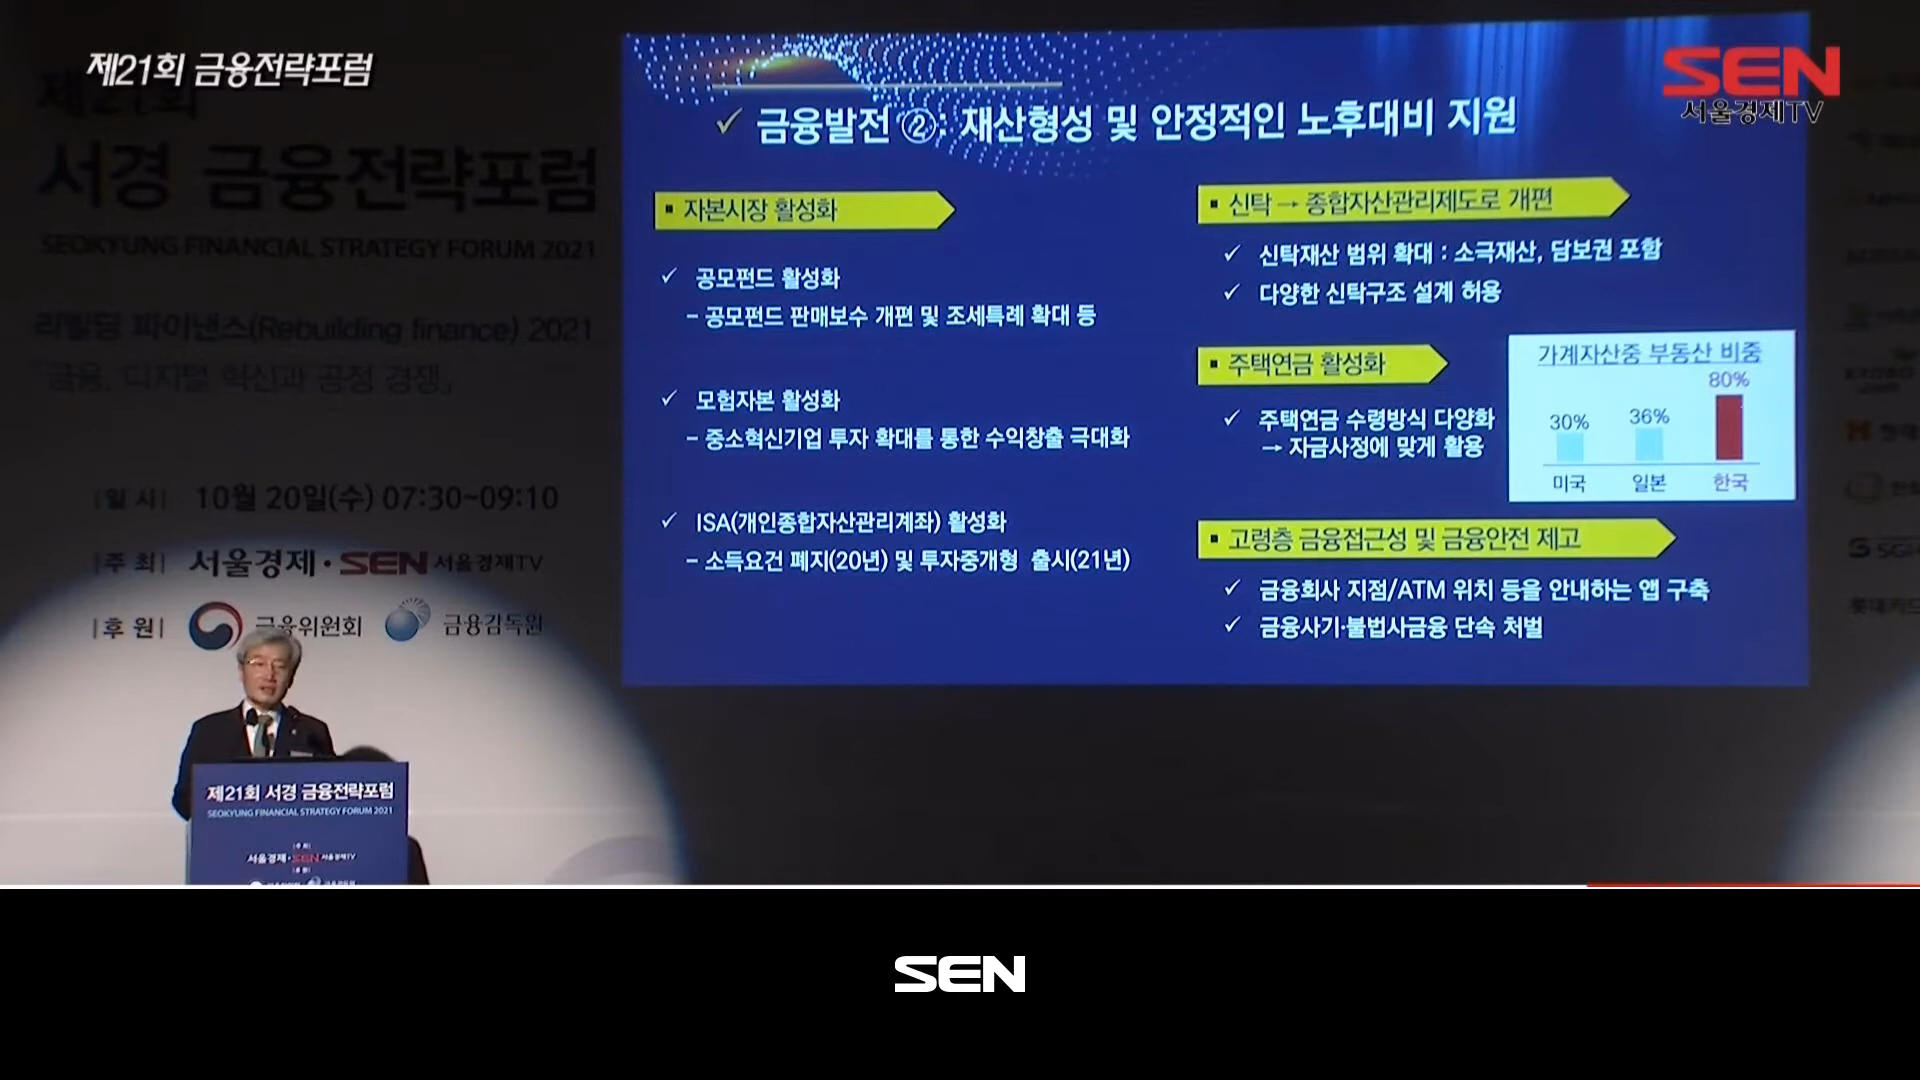 제21회 금융전략포럼
SEN
서울경제TV
제21회
서경 금융전략포럼
SEOKYUNG FINANCIAL STRATEGY FORUM 2021
리빌딩 파이낸스(Rebuilding finance) 2021
「금융, 디지털 혁신과 공정 경쟁」
|일 시| 10월 20일(수) 07:30~09:10
|주 최| 서울경제·SEN 서울경제TV
|후 원| 금융위원회 금융감독원
✓ 금융발전 ②: 재산형성 및 안정적인 노후대비 지원
▪ 자본시장 활성화
✓ 공모펀드 활성화
- 공모펀드 판매보수 개편 및 조세특례 확대 등
✓ 모험자본 활성화
- 중소혁신기업 투자 확대를 통한 수익창출 극대화
✓ ISA(개인종합자산관리계좌) 활성화
- 소득요건 폐지(20년) 및 투자중개형 출시(21년)
▪ 신탁 → 종합자산관리제도로 개편
✓ 신탁재산 범위 확대 : 소극재산, 담보권 포함
✓ 다양한 신탁구조 설계 허용
▪ 주택연금 활성화
✓ 주택연금 수령방식 다양화
→ 자금사정에 맞게 활용
가계자산중 부동산 비중
30% 36% 80%
미국 일본 한국
▪ 고령층 금융접근성 및 금융안전 제고
✓ 금융회사 지점/ATM 위치 등을 안내하는 앱 구축
✓ 금융사기·불법사금융 단속 처벌
제21회 서경 금융전략포럼
SEOKYUNG FINANCIAL STRATEGY FORUM 2021
|주 최|
서울경제·SEN 서울경제TV
|후 원|
SEN